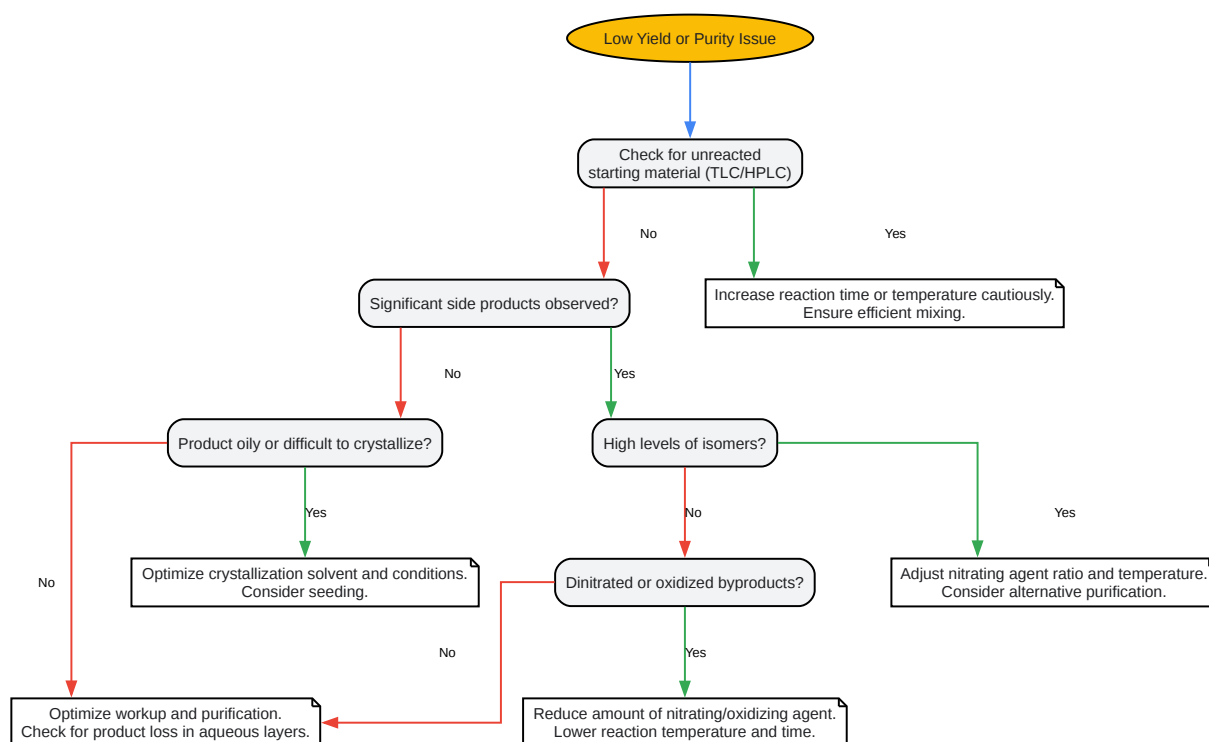 Low Yield or Purity Issue
Check for unreacted
starting material (TLC/HPLC)
No
Yes
Significant side products observed?
Increase reaction time or temperature cautiously.
Ensure efficient mixing.
No
Yes
Product oily or difficult to crystallize?
High levels of isomers?
Yes
No
Yes
No
Optimize crystallization solvent and conditions.
Consider seeding.
Dinitrated or oxidized byproducts?
Adjust nitrating agent ratio and temperature.
Consider alternative purification.
No
Yes
Optimize workup and purification.
Check for product loss in aqueous layers.
Reduce amount of nitrating/oxidizing agent.
Lower reaction temperature and time.